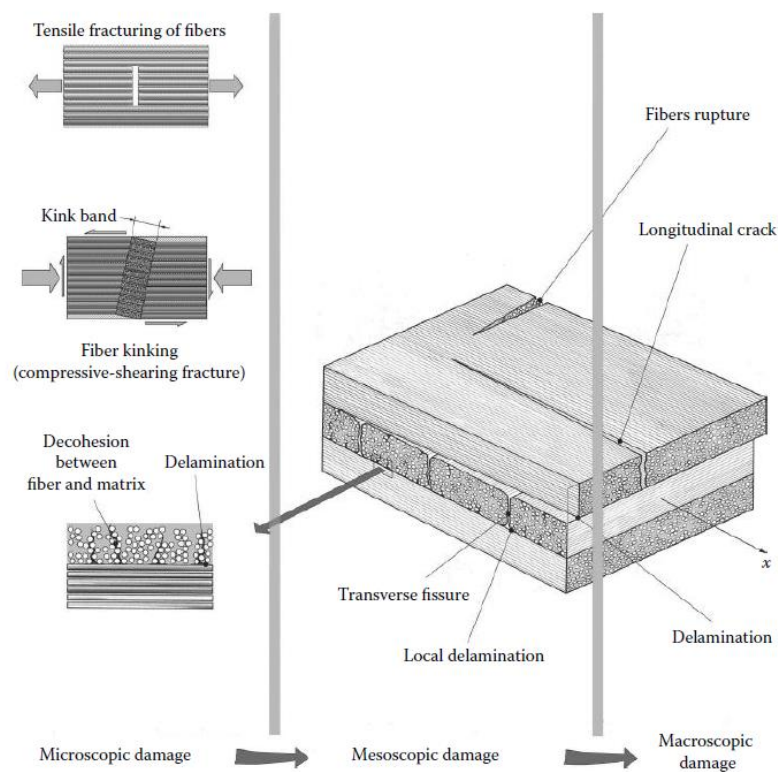 Tensile fracturing of fibers
Kink band
Fiber kinking
(compressive-shearing fracture)
Decohesion
between
fiber and matrix
Delamination
Fibers rupture
Longitudinal crack
x
Transverse fissure
Local delamination
Delamination
Microscopic damage
Mesoscopic damage
Macroscopic
damage